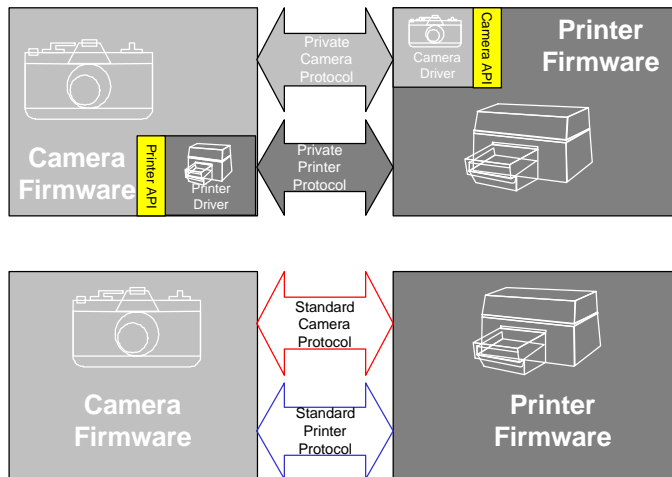 Camera
Firmware
Printer API
Printer
Driver
Private
Camera
Protocol
Private
Printer
Protocol
Camera
Driver
Camera API
Printer
Firmware
Camera
Firmware
Standard
Camera
Protocol
Standard
Printer
Protocol
Printer
Firmware